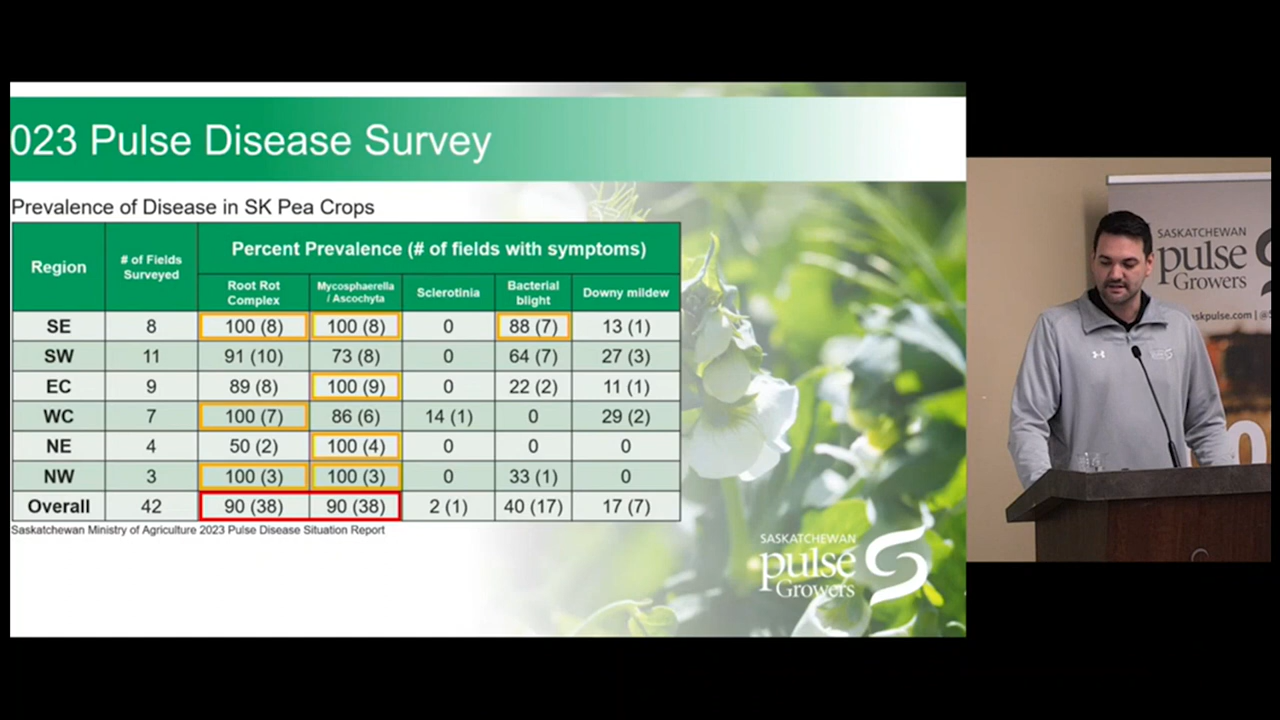 023 Pulse Disease Survey
Prevalence of Disease in SK Pea Crops
Region # of Fields Surveyed Percent Prevalence (# of fields with symptoms)
Root Rot Complex Mycosphaerella / Ascochyta Sclerotinia Bacterial blight Downy mildew
SE 8 100 (8) 100 (8) 0 88 (7) 13 (1)
SW 11 91 (10) 73 (8) 0 64 (7) 27 (3)
EC 9 89 (8) 100 (9) 0 22 (2) 11 (1)
WC 7 100 (7) 86 (6) 14 (1) 0 29 (2)
NE 4 50 (2) 100 (4) 0 0 0
NW 3 100 (3) 100 (3) 0 33 (1) 0
Overall 42 90 (38) 90 (38) 2 (1) 40 (17) 17 (7)
Saskatchewan Ministry of Agriculture 2023 Pulse Disease Situation Report
SASKATCHEWAN
pulse
Growers
SASKATCHEWAN
pulse
Growers
skpulse.com | @S